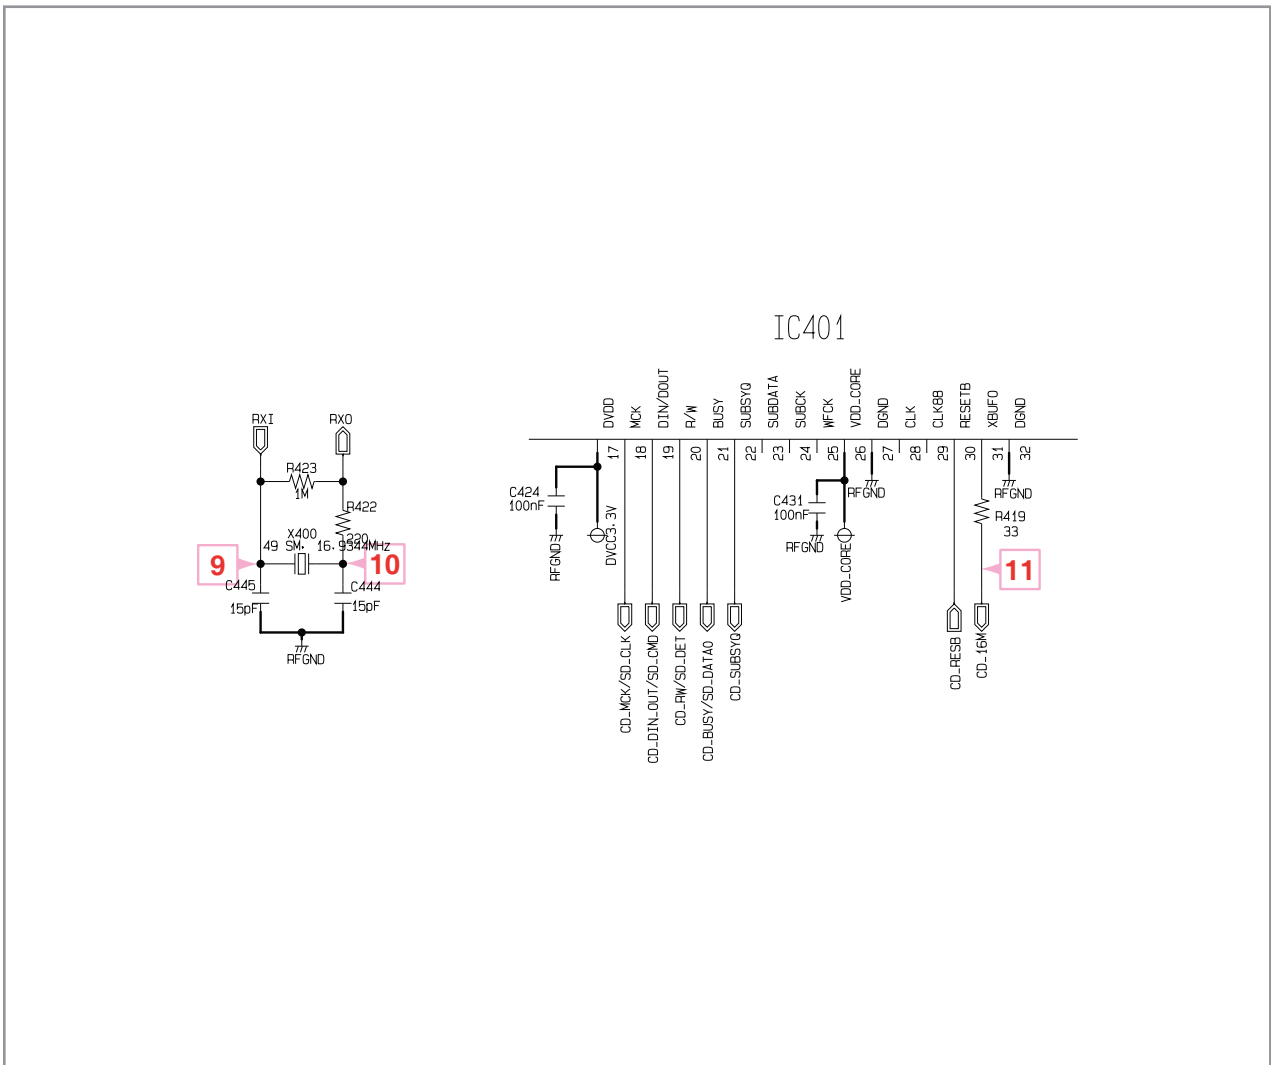 IC401
DVDD
MCK
DIN/DOUT
R/W
BUSY
SUBSYQ
SUBDATA
SUBCK
WFCK
VDD_CORE
DGND
CLK
CLK88
RESETB
XBUFO
DGND
17
18
19
20
21
22
23
24
25
26
27
28
29
30
31
32
RXI
RXO
R423
1M
R422
220
X400
49 SM. 16.9344MHz
9
10
C445
15pF
C444
15pF
RFGND
C424
100nF
RFGND
DVCC3.3V
C431
100nF
RFGND
VDD_CORE
RFGND
RFGND
R419
33
11
CD_MCK/SD_CLK
CD_DIN_OUT/SD_CMD
CD_RW/SD_DET
CD_BUSY/SD_DATA0
CD_SUBSYQ
CD_RESB
CD_16M